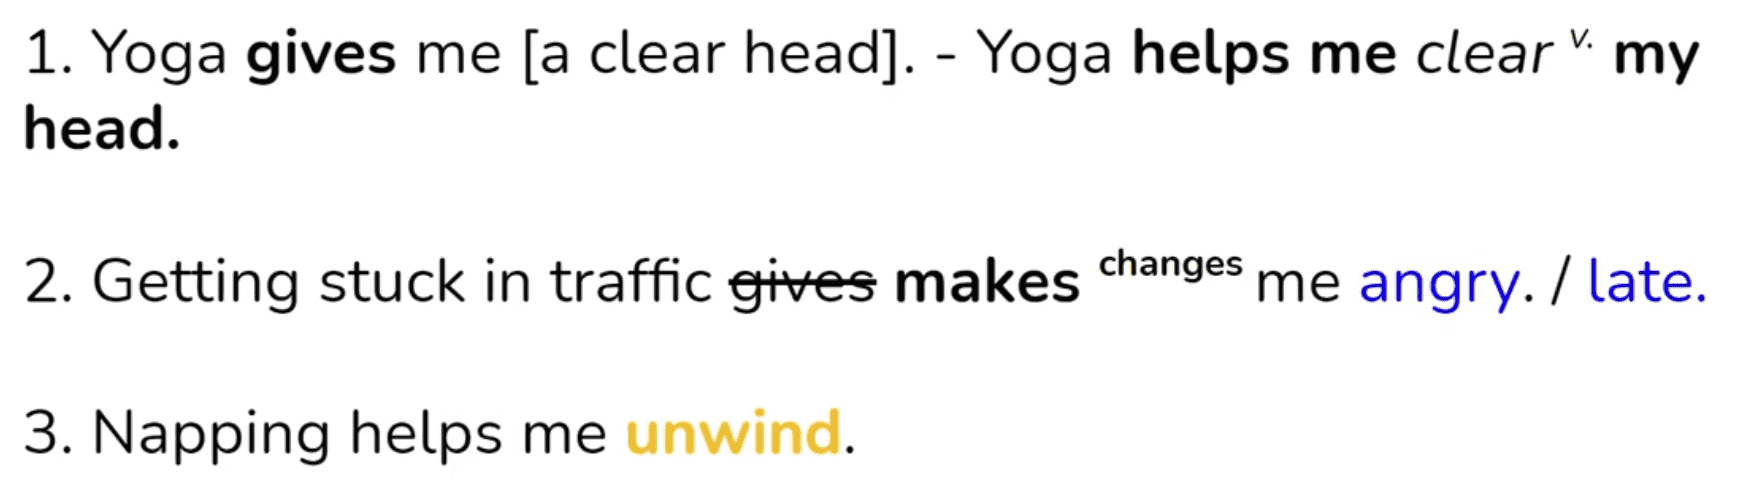 1. Yoga gives me [a clear head]. - Yoga helps me clear v. my
head.
2. Getting stuck in traffic gives makes changes me angry. / late.
3. Napping helps me unwind.